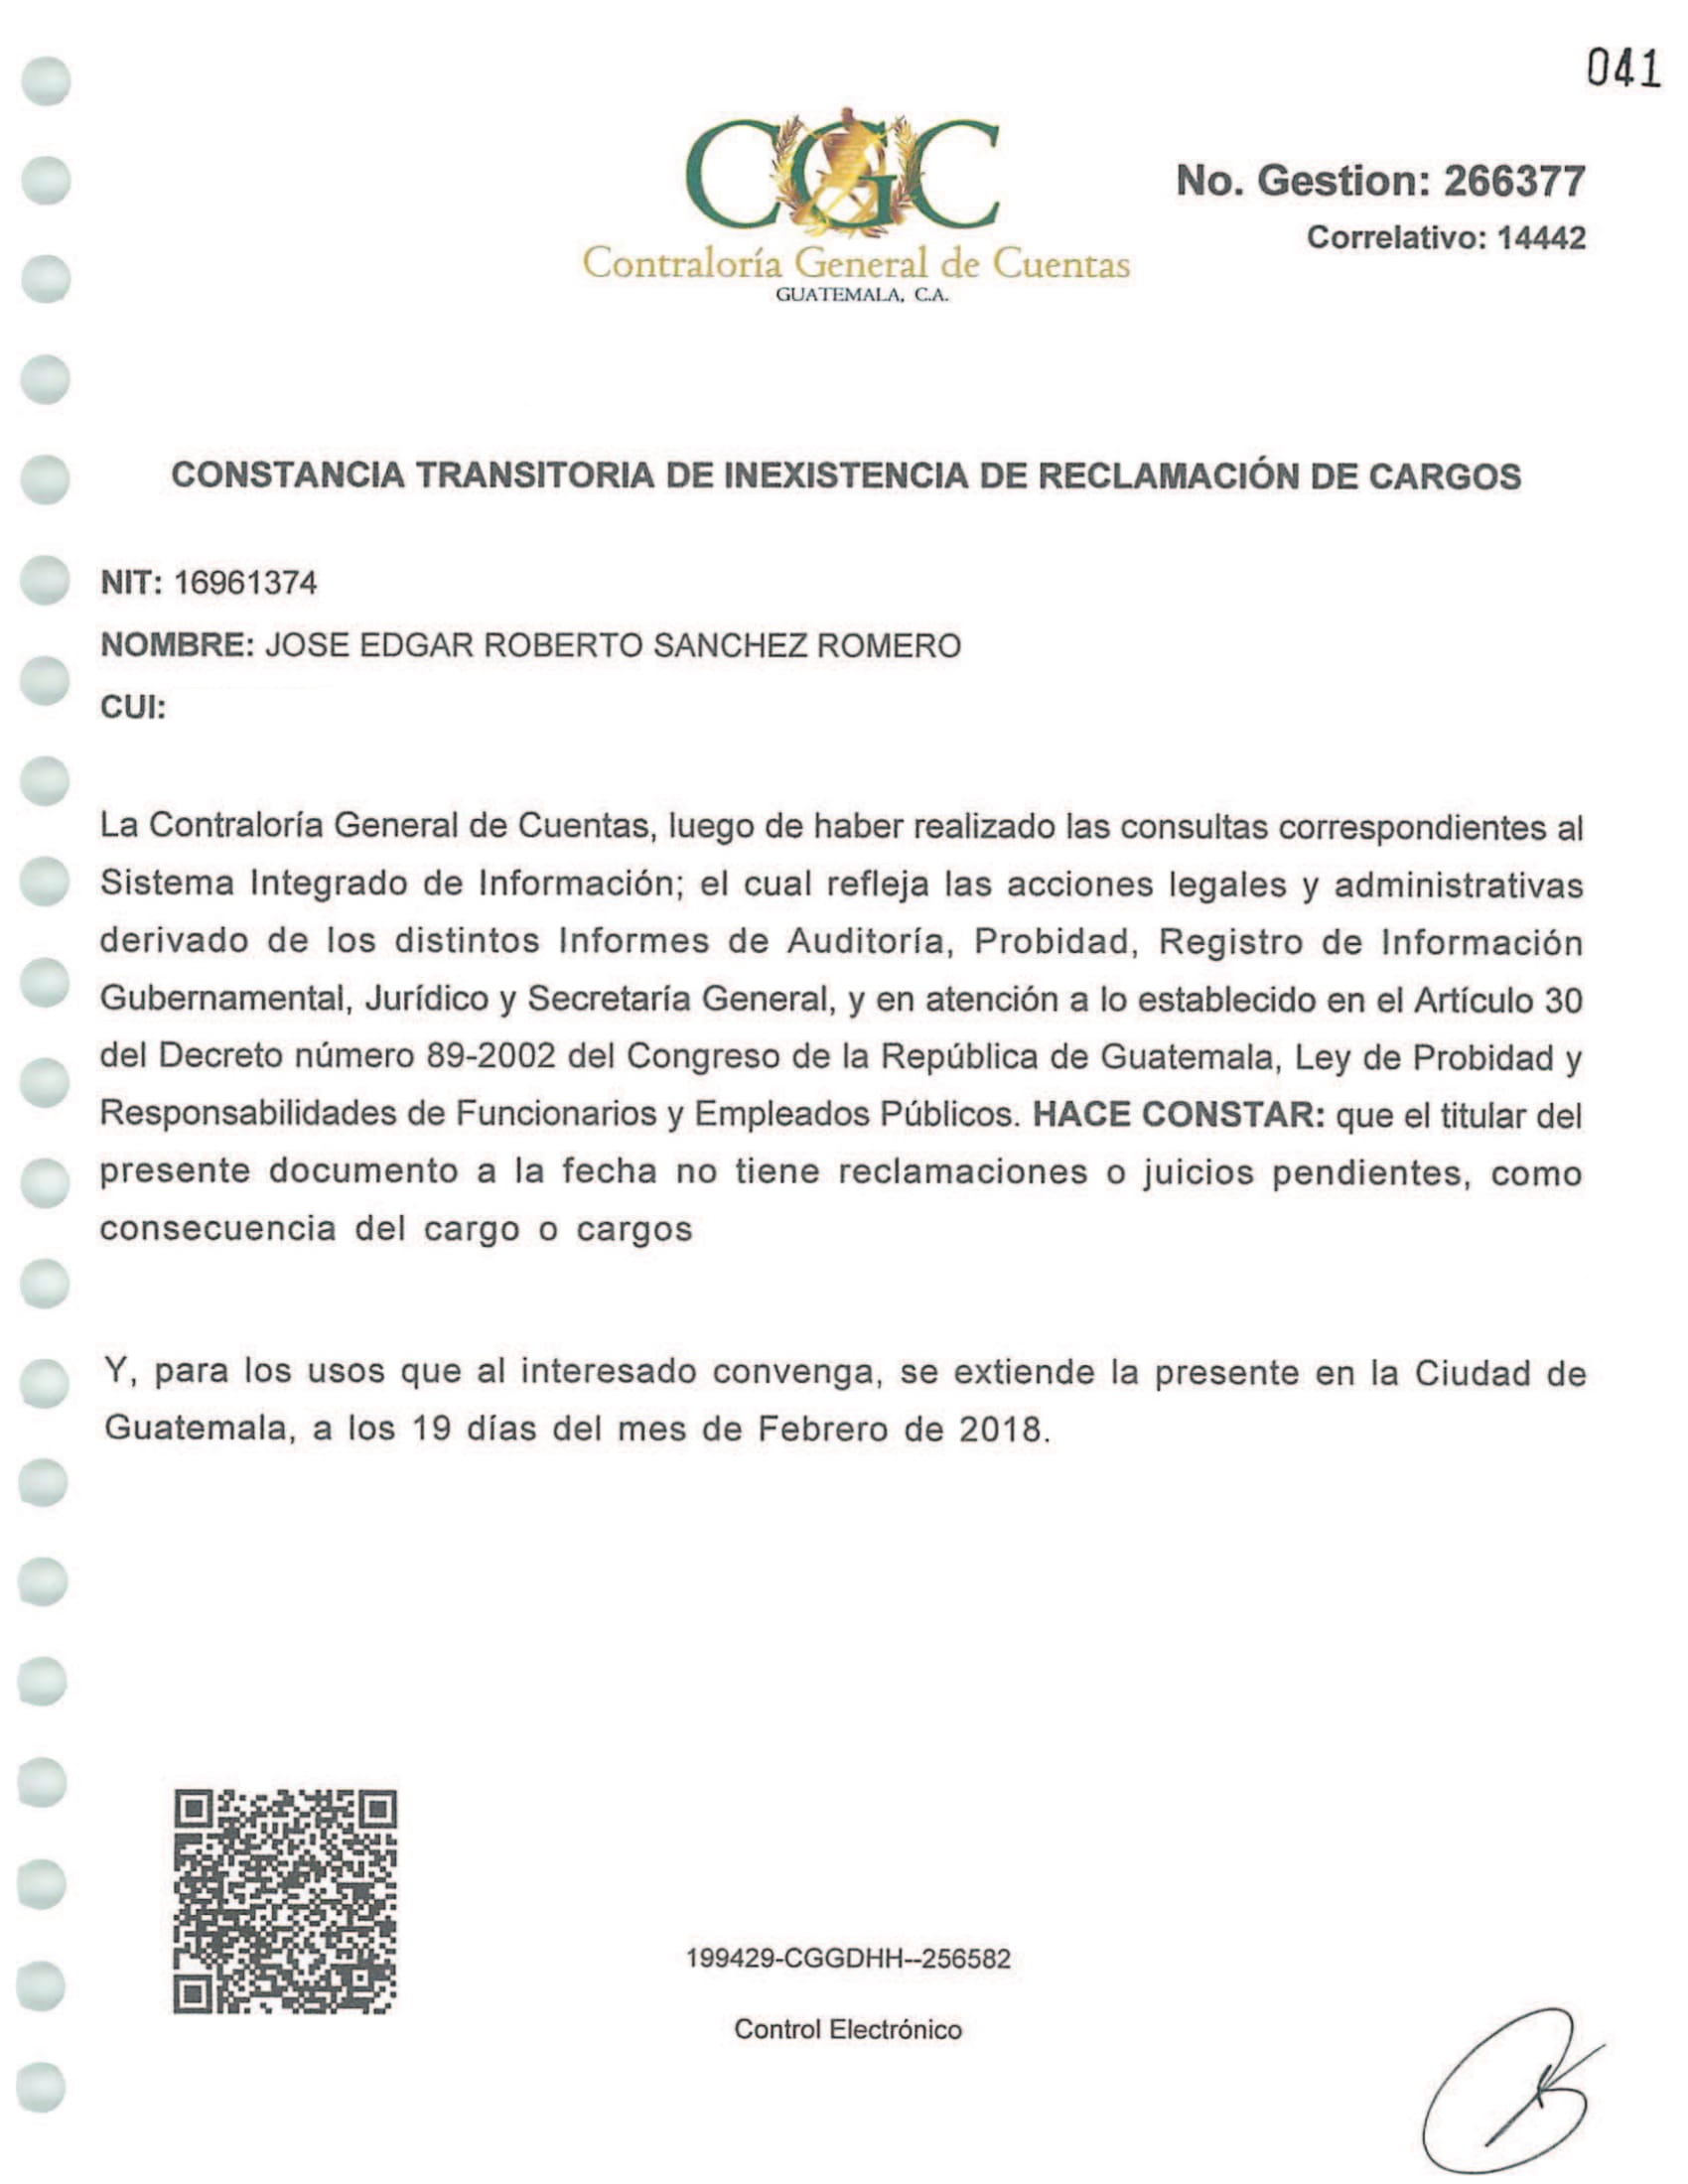 041
CGC
No. Gestion: 266377
Correlativo: 14442
Contraloría General de Cuentas
GUATEMALA, C.A.
CONSTANCIA TRANSITORIA DE INEXISTENCIA DE RECLAMACIÓN DE CARGOS
NIT: 16961374
NOMBRE: JOSE EDGAR ROBERTO SANCHEZ ROMERO
CUI:
La Contraloría General de Cuentas, luego de haber realizado las consultas correspondientes al
Sistema Integrado de Información; el cual refleja las acciones legales y administrativas
derivado de los distintos Informes de Auditoría, Probidad, Registro de Información
Gubernamental, Jurídico y Secretaría General, y en atención a lo establecido en el Artículo 30
del Decreto número 89-2002 del Congreso de la República de Guatemala, Ley de Probidad y
Responsabilidades de Funcionarios y Empleados Públicos. HACE CONSTAR: que el titular del
presente documento a la fecha no tiene reclamaciones o juicios pendientes, como
consecuencia del cargo o cargos
Y, para los usos que al interesado convenga, se extiende la presente en la Ciudad de
Guatemala, a los 19 días del mes de Febrero de 2018.
199429-CGGDHH--256582
Control Electrónico